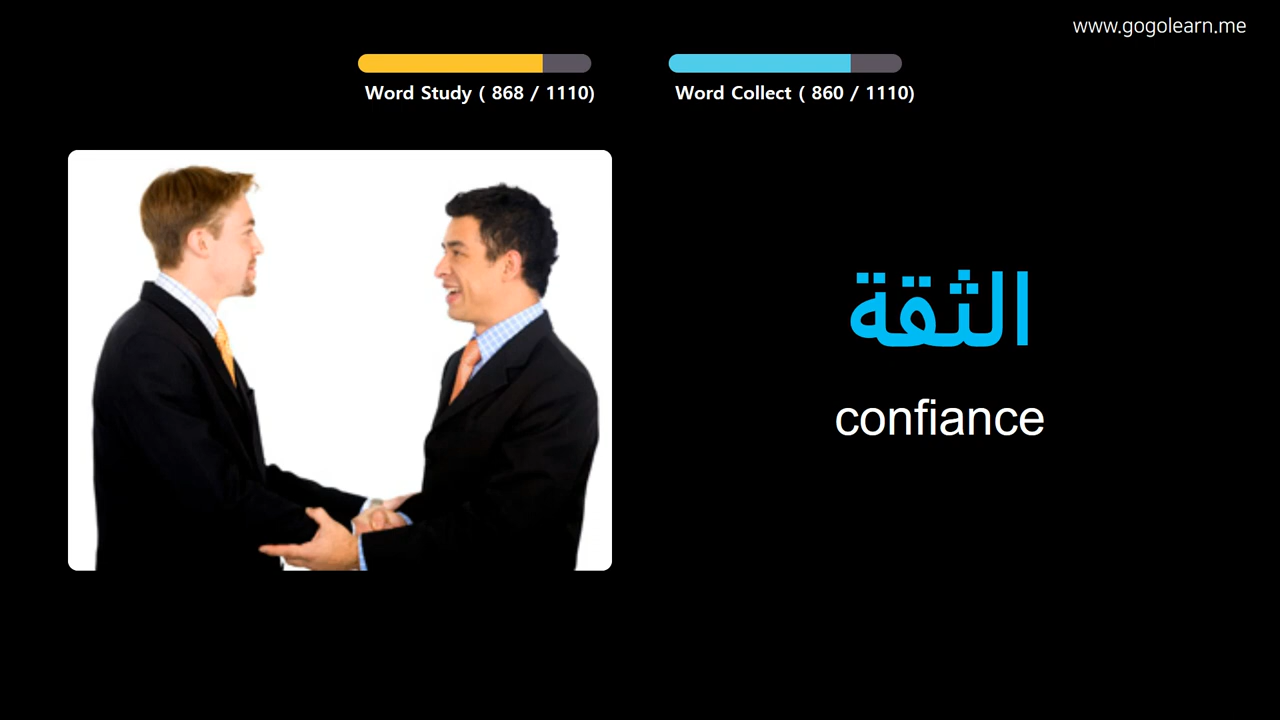 www.gogolearn.me
Word Study ( 868 / 1110)
Word Collect ( 860 / 1110)
الثقة
confiance